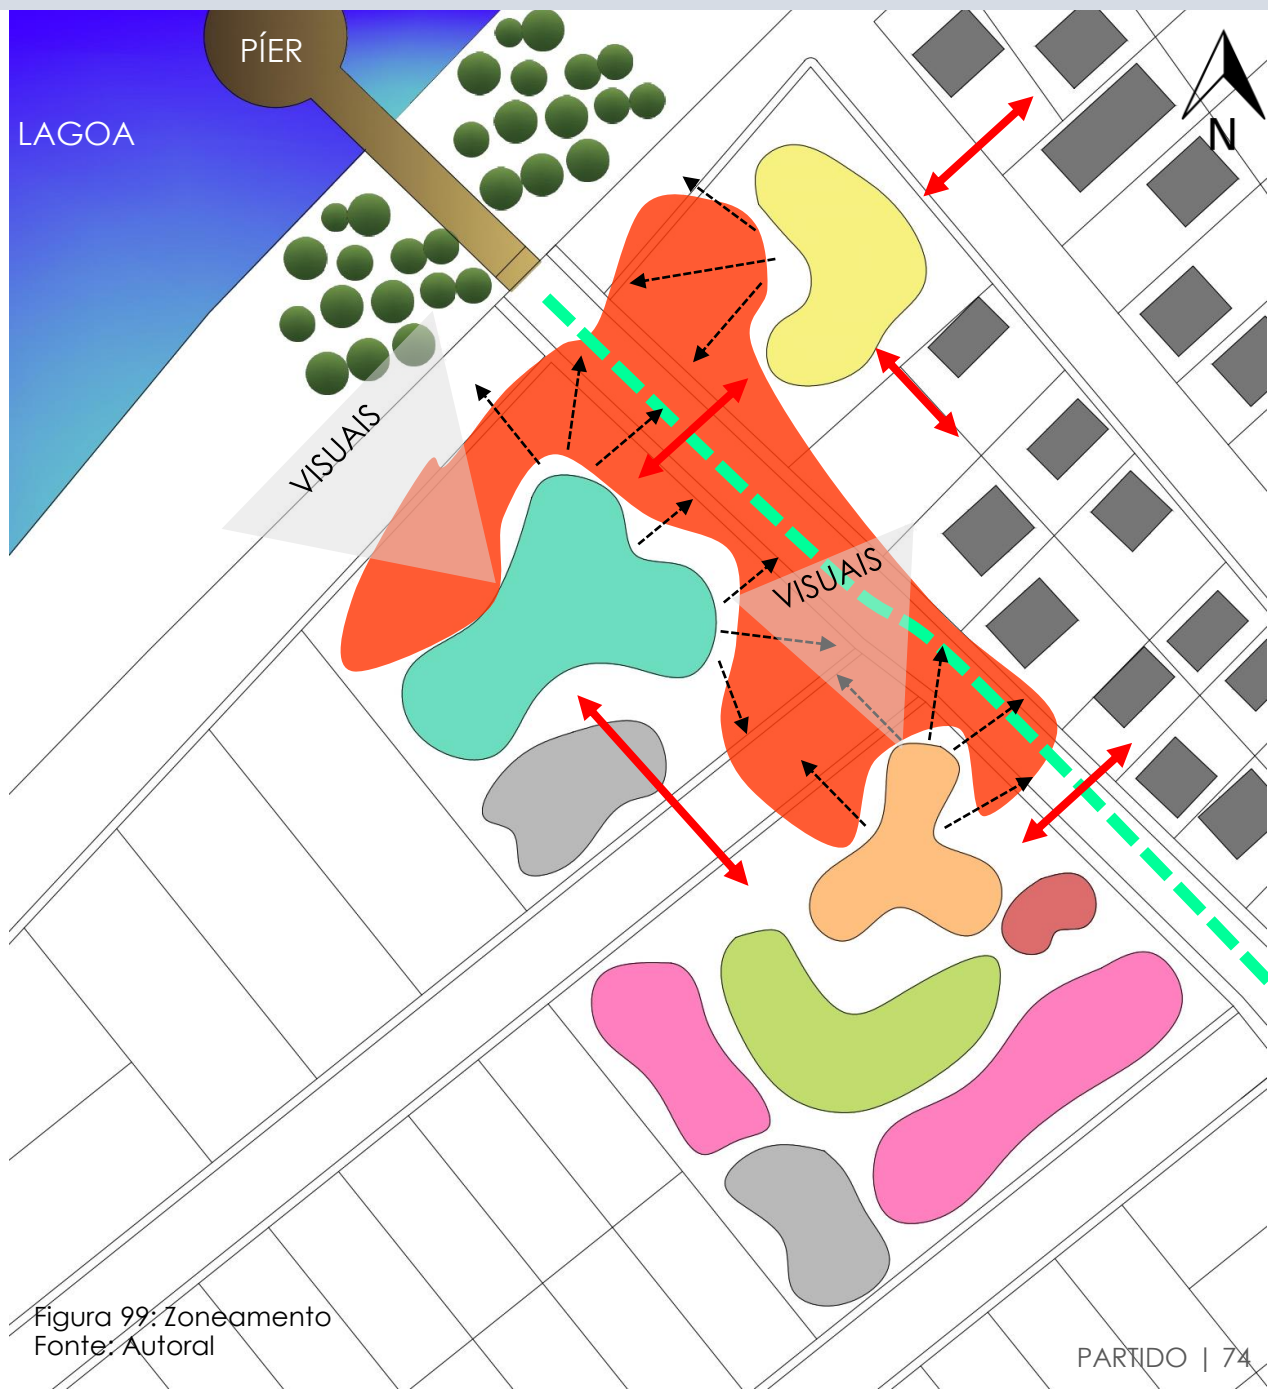 PÍER
LAGOA
N
VISUAIS
VISUAIS
Figura 99: Zoneamento
Fonte: Autoral
PARTIDO | 74